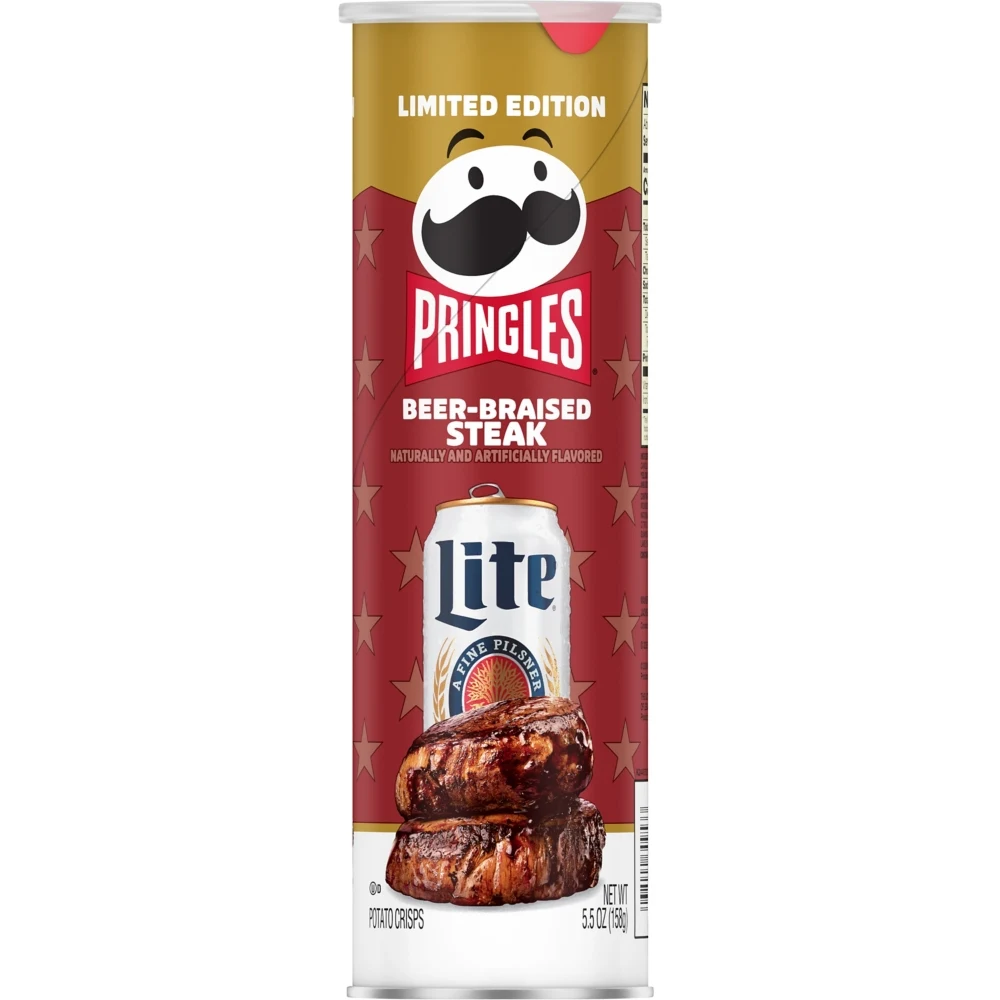 LIMITED EDITION
PRINGLES
BEER-BRAISED
STEAK
NATURALLY AND ARTIFICIALLY FLAVORED
Lite
A FINE PILSNER
POTATO CRISPS
NET WT
5.5 OZ (158g)